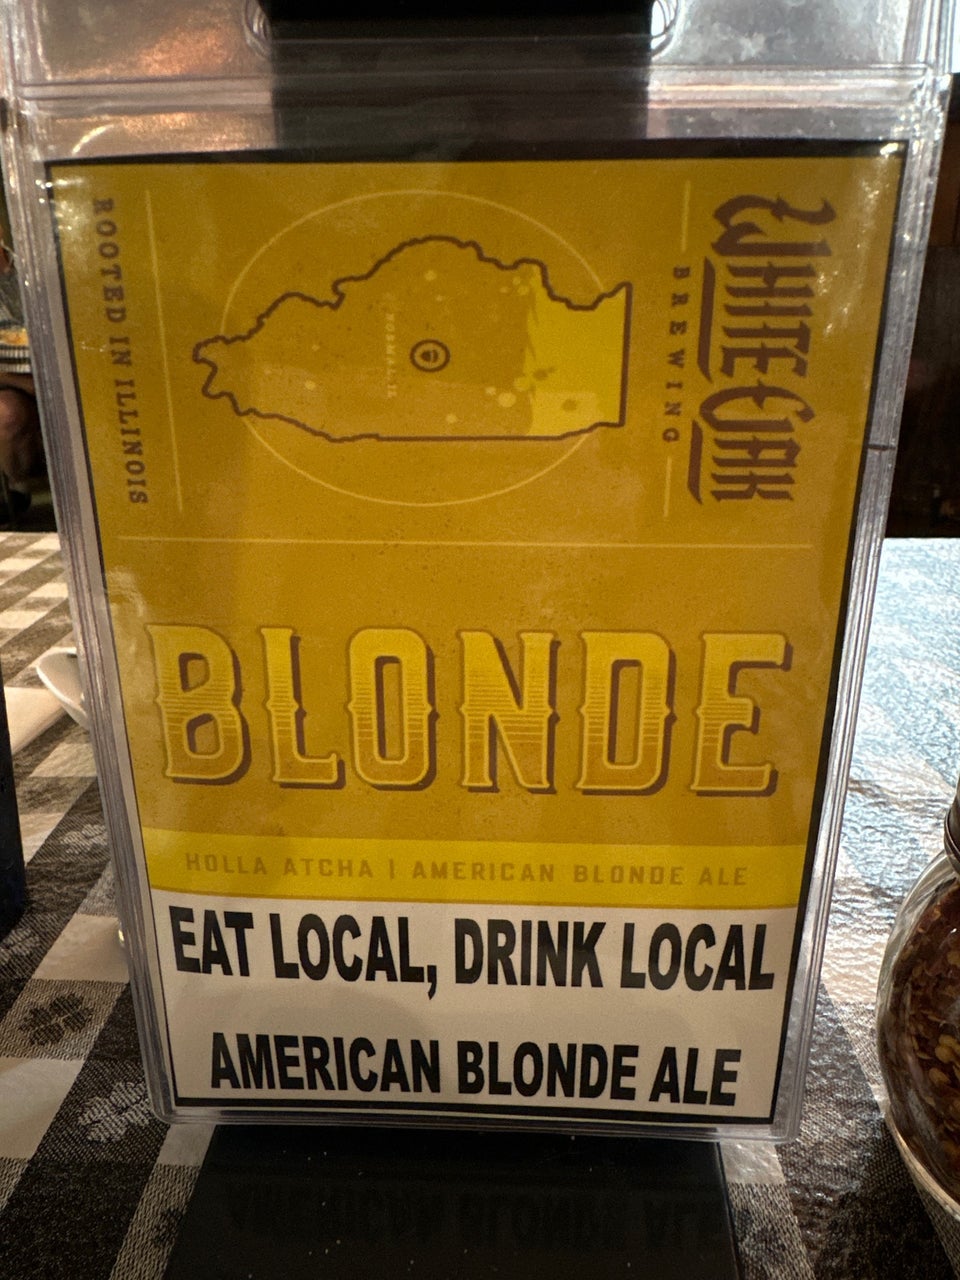 WHITE OAK
BREWING
ROOTED IN ILLINOIS
BLONDE
HOLLA ATCHA | AMERICAN BLONDE ALE
EAT LOCAL, DRINK LOCAL
AMERICAN BLONDE ALE